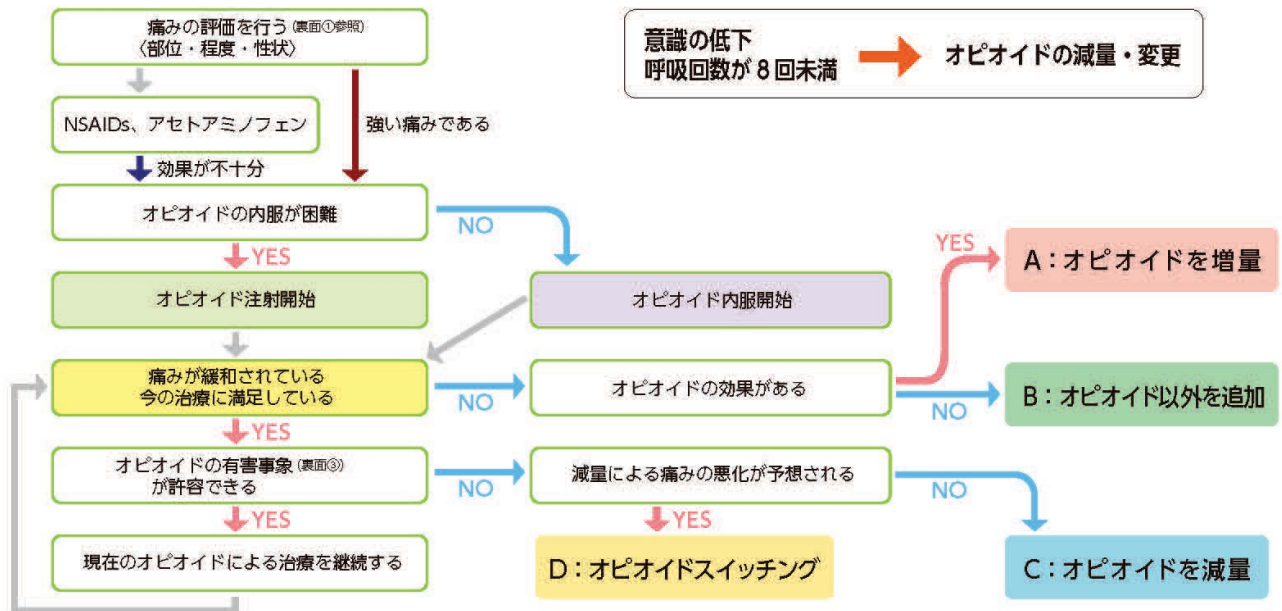 痛みの評価を行う(裏面①参照)
〈部位・程度・性状〉
意識の低下
呼吸回数が8回未満
オピオイドの減量・変更
NSAIDs、アセトアミノフェン
強い痛みである
効果が不十分
オピオイドの内服が困難
NO
YES
YES
A:オピオイドを増量
オピオイド注射開始
オピオイド内服開始
痛みが緩和されている
今の治療に満足している
NO
オピオイドの効果がある
NO
B:オピオイド以外を追加
YES
オピオイドの有害事象(裏面③)
が許容できる
NO
減量による痛みの悪化が予想される
NO
YES
YES
現在のオピオイドによる治療を継続する
D:オピオイドスイッチング
C:オピオイドを減量